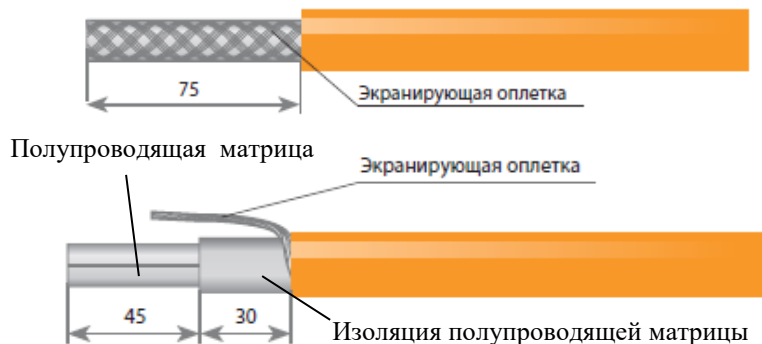 75
Экранирующая оплетка
Полупроводящая матрица
Экранирующая оплетка
45
30
Изоляция полупроводящей матрицы